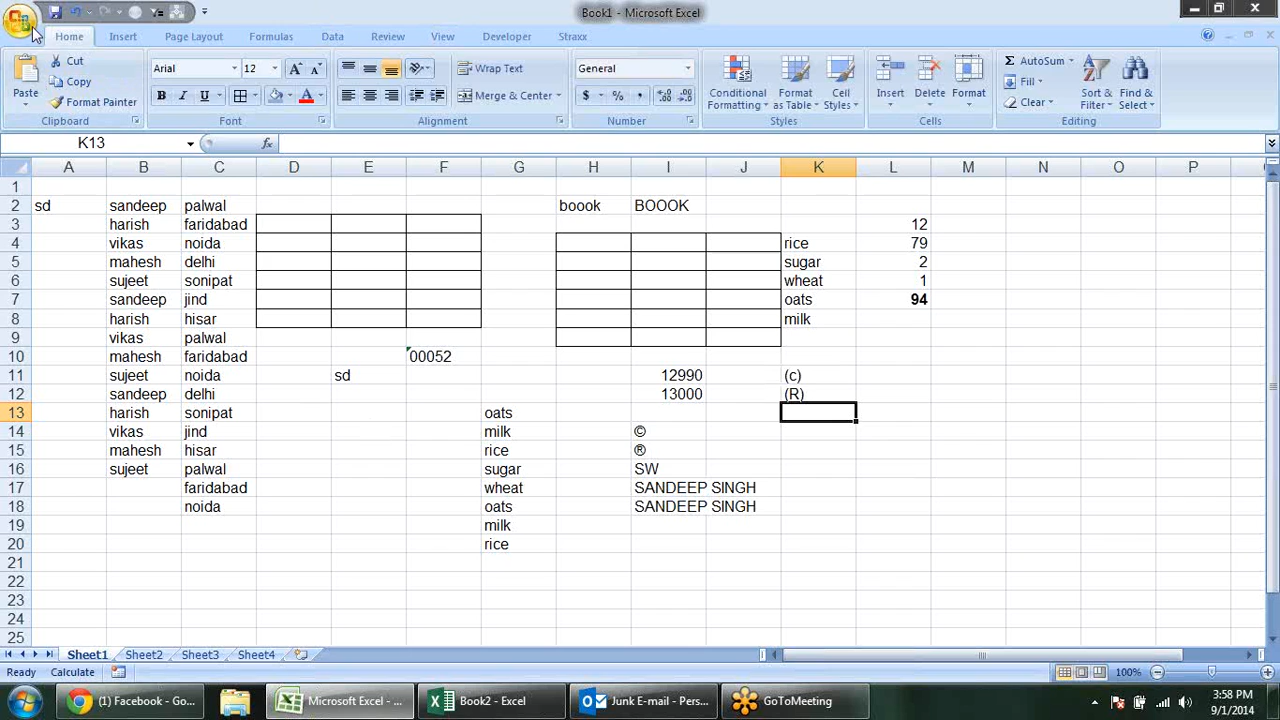 Book1 - Microsoft Excel
Home Insert Page Layout Formulas Data Review View Developer Straxx
Paste Cut Copy Format Painter Clipboard
Arial 12 B I U A Font
Wrap Text Merge & Center Alignment
General $ % , Number
Conditional Formatting Format as Table Cell Styles Styles
Insert Delete Format Cells
Σ AutoSum Fill Clear Sort & Filter Find & Select Editing
K13 fx
A B C D E F G H I J K L M N O P
1
2 sd sandeep palwal boook BOOOK
3 harish faridabad 12
4 vikas noida rice 79
5 mahesh delhi sugar 2
6 sujeet sonipat wheat 1
7 sandeep jind oats 94
8 harish hisar milk
9 vikas palwal
10 mahesh faridabad 00052
11 sujeet noida sd 12990 (c)
12 sandeep delhi 13000 (R)
13 harish sonipat oats
14 vikas jind milk ©
15 mahesh hisar rice ®
16 sujeet palwal sugar SW
17 faridabad wheat SANDEEP SINGH
18 noida oats SANDEEP SINGH
19 milk
20 rice
21
22
23
24
25
Sheet1 Sheet2 Sheet3 Sheet4
Ready Calculate 100%
(1) Facebook - Go... Microsoft Excel - ... Book2 - Excel Junk E-mail - Pers... GoToMeeting
3:58 PM
9/1/2014